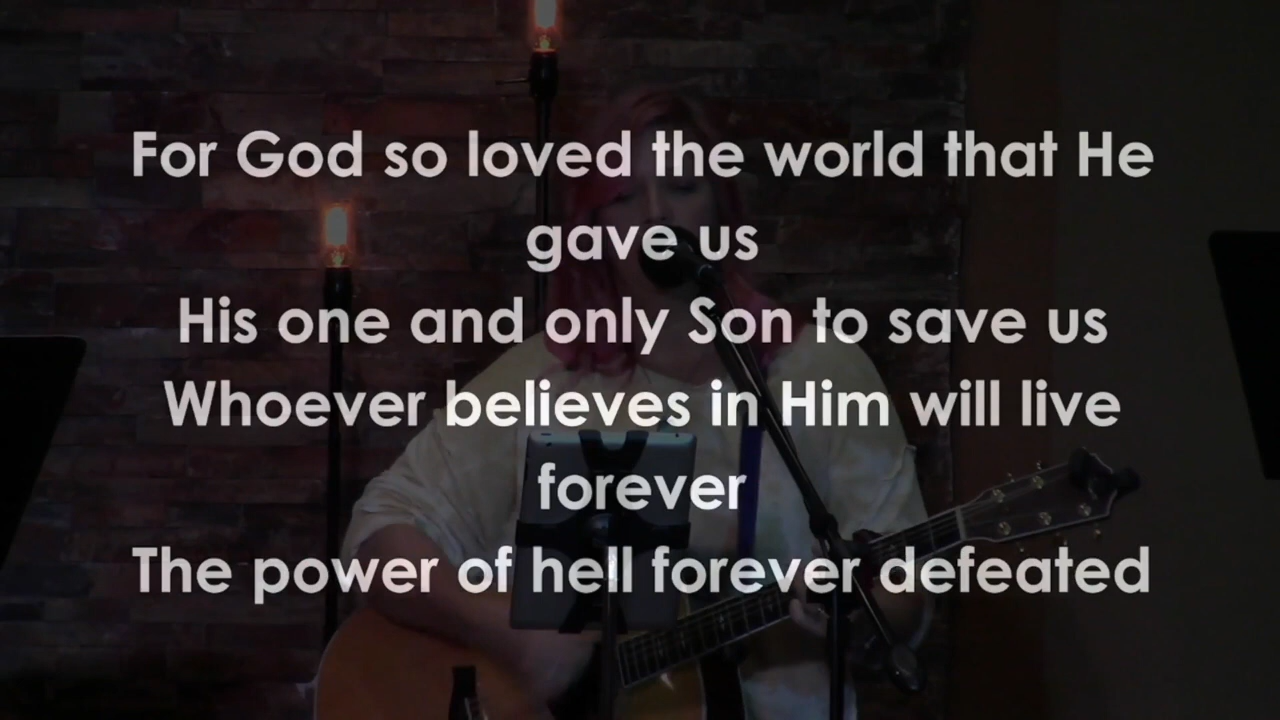 For God so loved the world that He
gave us
His one and only Son to save us
Whoever believes in Him will live
forever
The power of hell forever defeated